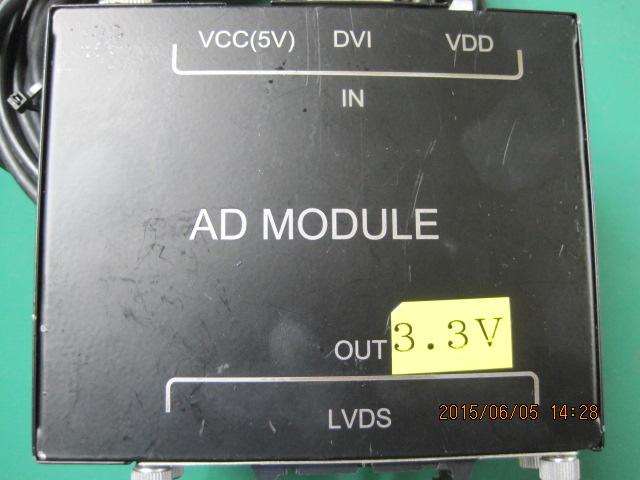 VCC(5V) DVI VDD
IN
AD MODULE
OUT 3.3V
LVDS
2015/06/05 14:28